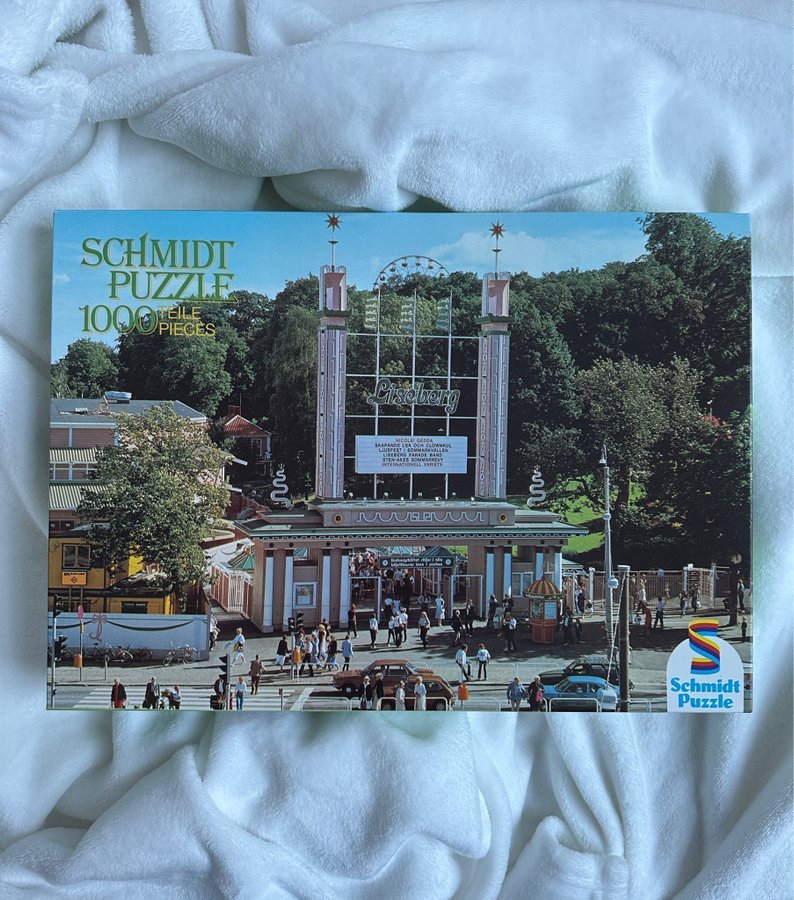 SCHMIDT
PUZZLE
1000 TEILE
PIECES
Liseberg
NICOLAI GEDDA
SKAPANDE LEK OCH CLOWNKUL
LJUSFEST I SOMMARKVÄLLEN
LISEBERG PARADE BAND
STEN-ÅKES SOMMARREVY
INTERNATIONELL VARIETÉ
Schmidt
Puzzle